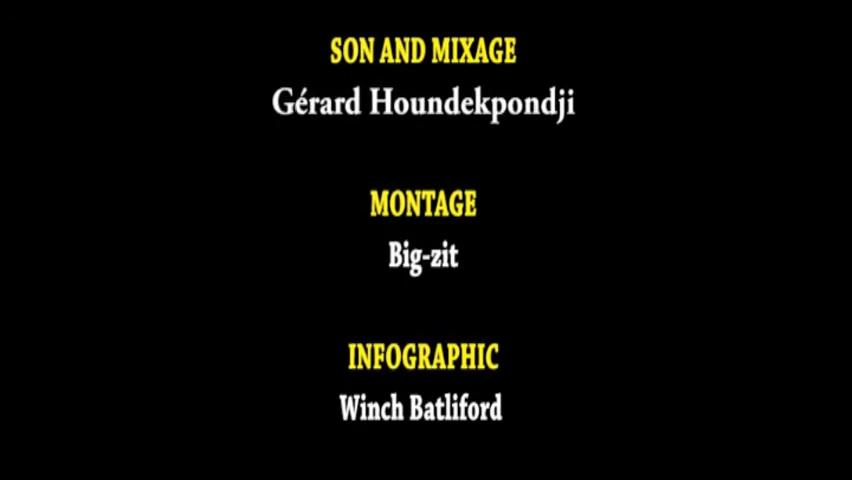 SON AND MIXAGE
Gérard Houndekpondji
MONTAGE
Big-zit
INFOGRAPHIC
Winch Batliford